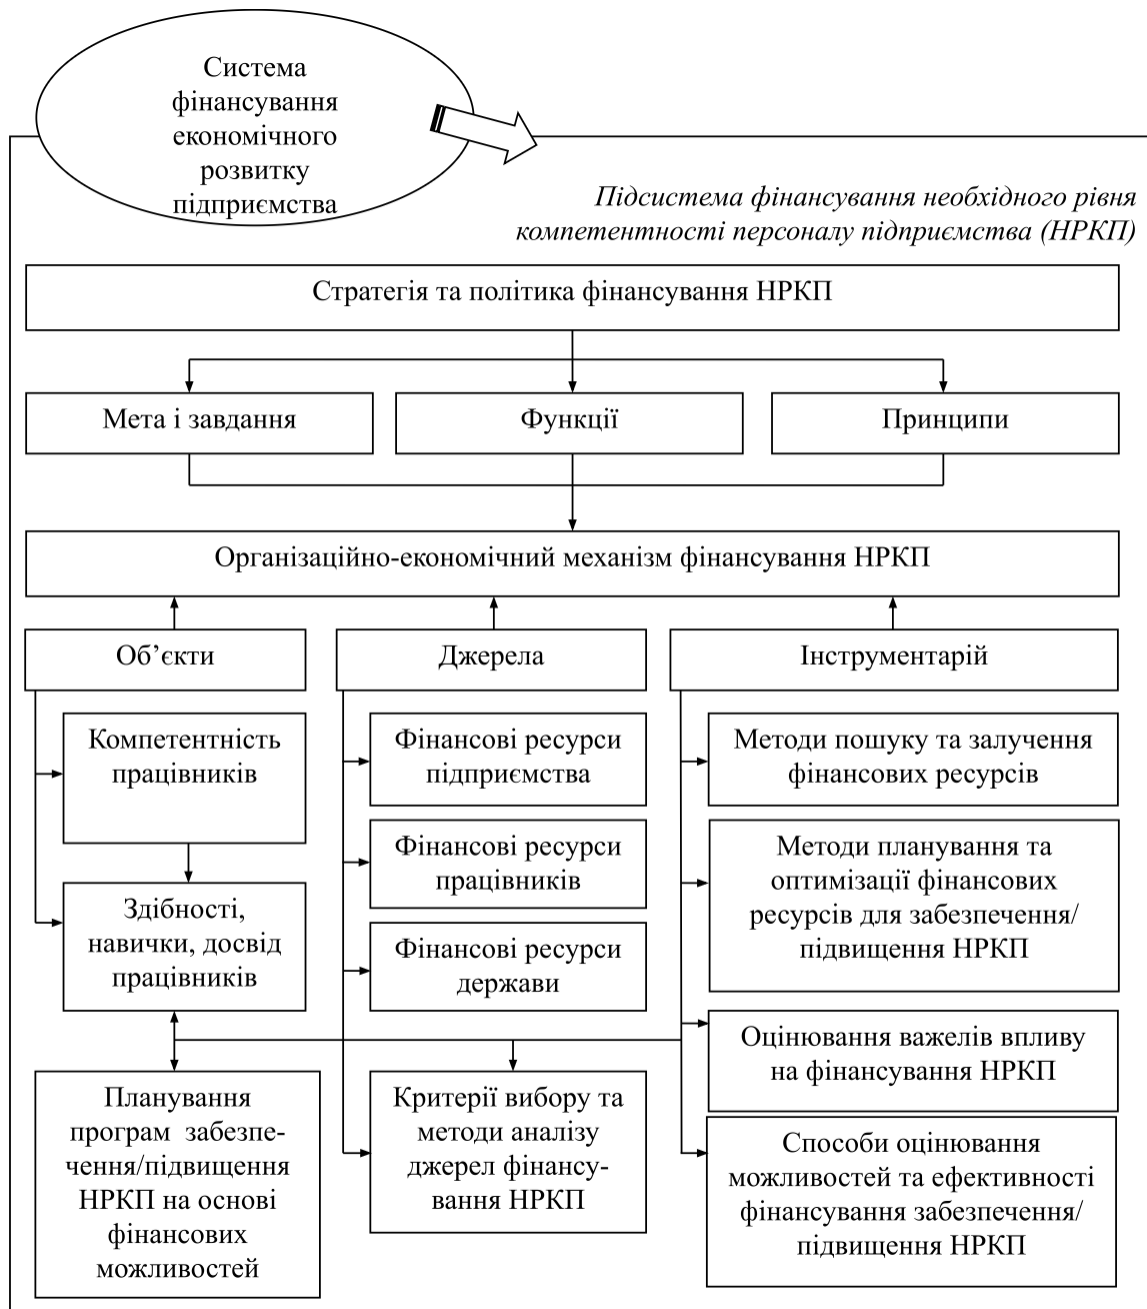 Система
фінансування
економічного
розвитку
підприємства
Підсистема фінансування необхідного рівня
компетентності персоналу підприємства (НРКП)
Стратегія та політика фінансування НРКП
Мета і завдання
Функції
Принципи
Організаційно-економічний механізм фінансування НРКП
Об’єкти
Джерела
Інструментарій
Компетентність
працівників
Здібності,
навички, досвід
працівників
Планування
програм забезпе-
чення/підвищення
НРКП на основі
фінансових
можливостей
Фінансові ресурси
підприємства
Фінансові ресурси
працівників
Фінансові ресурси
держави
Критерії вибору та
методи аналізу
джерел фінансу-
вання НРКП
Методи пошуку та залучення
фінансових ресурсів
Методи планування та
оптимізації фінансових
ресурсів для забезпечення/
підвищення НРКП
Оцінювання важелів впливу
на фінансування НРКП
Способи оцінювання
можливостей та ефективності
фінансування забезпечення/
підвищення НРКП